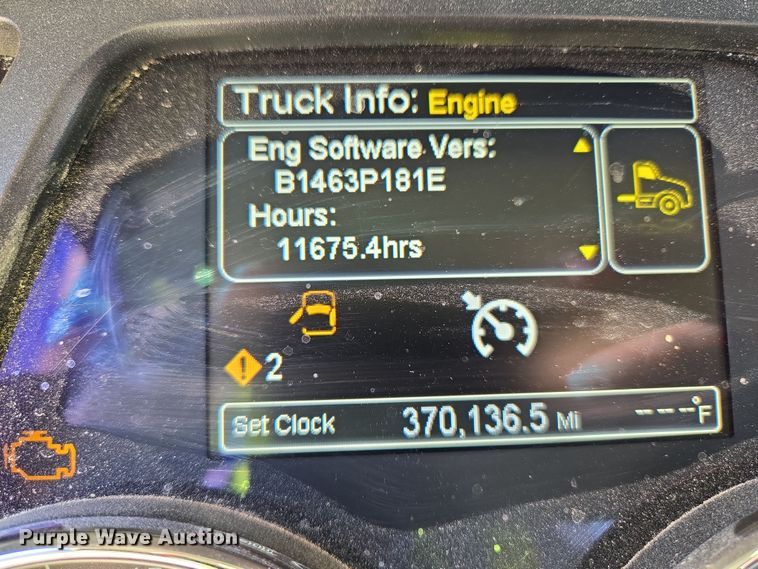 Truck Info: Engine
Eng Software Vers:
B1463P181E
Hours:
11675.4hrs
2
Set Clock 370,136.5 Mi ---°F
Purple Wave Auction